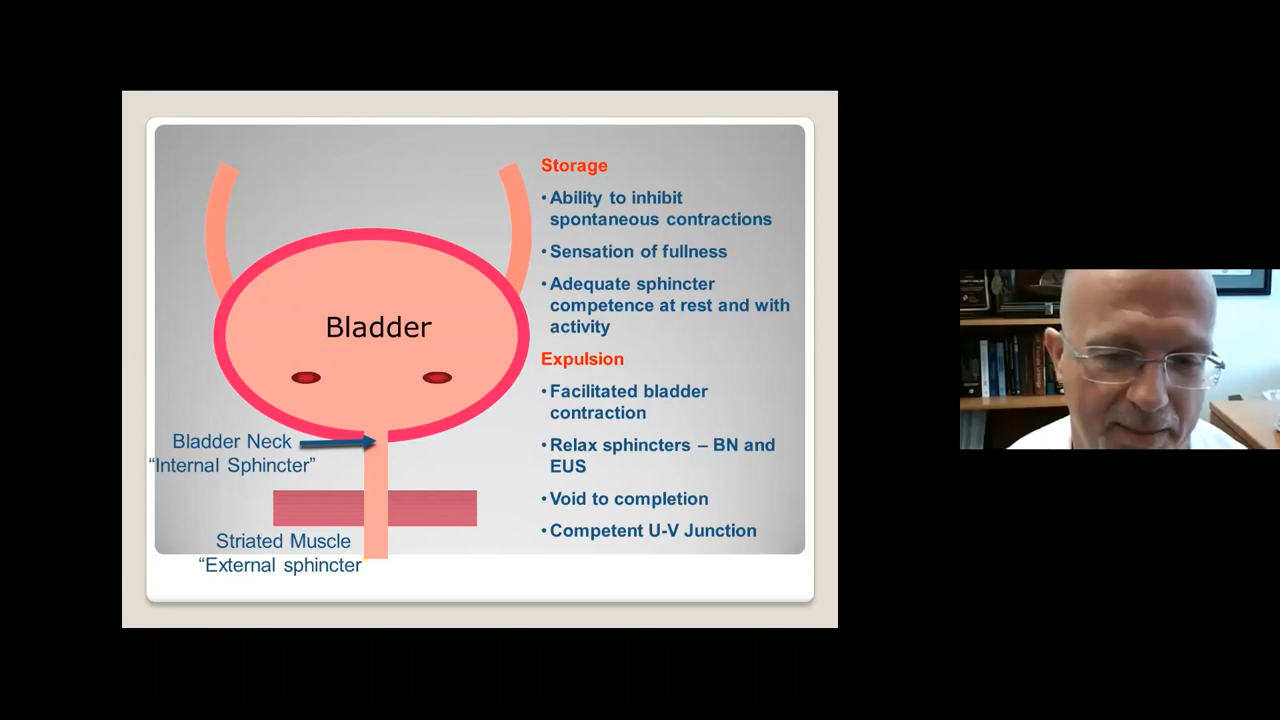 Storage
•Ability to inhibit
spontaneous contractions
•Sensation of fullness
•Adequate sphincter
competence at rest and with
activity
Expulsion
•Facilitated bladder
contraction
•Relax sphincters – BN and
EUS
•Void to completion
•Competent U-V Junction
Bladder
Bladder Neck
“Internal Sphincter”
Striated Muscle
“External sphincter”